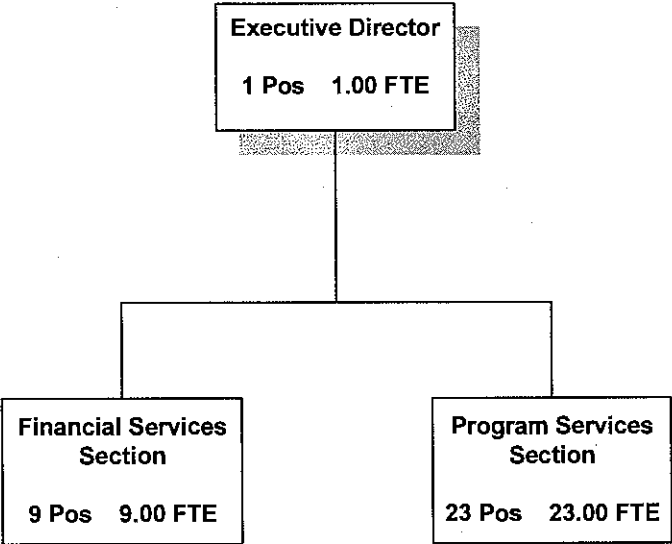 Executive Director
1 Pos 1.00 FTE
Financial Services
Section
9 Pos 9.00 FTE
Program Services
Section
23 Pos 23.00 FTE